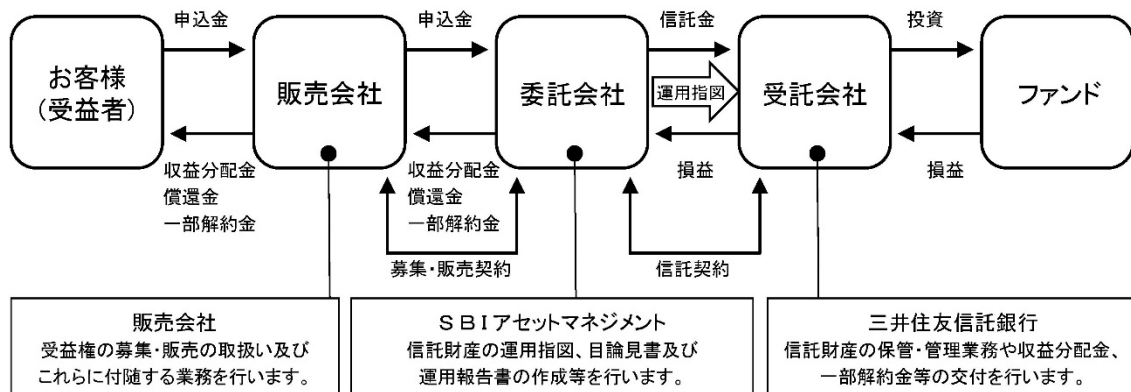 申込金
申込金
信託金
投資
お客様
(受益者)
販売会社
委託会社
運用指図
受託会社
ファンド
収益分配金
償還金
一部解約金
収益分配金
償還金
一部解約金
損益
損益
募集・販売契約
信託契約
販売会社
受益権の募集・販売の取扱い及び
これらに付随する業務を行います。
ＳＢＩアセットマネジメント
信託財産の運用指図、目論見書及び
運用報告書の作成等を行います。
三井住友信託銀行
信託財産の保管・管理業務や収益分配金、
一部解約金等の交付を行います。